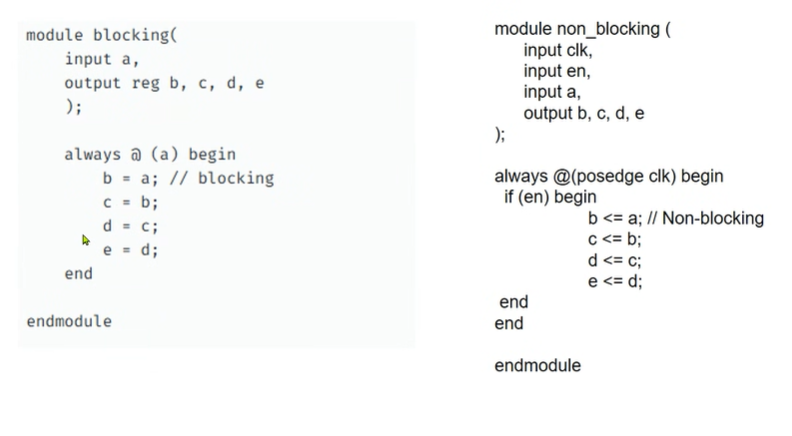 module blocking(
    input a,
    output reg b, c, d, e
    );

    always @ (a) begin
        b = a; // blocking
        c = b;
        d = c;
        e = d;
    end

endmodule

module non_blocking (
    input clk,
    input en,
    input a,
    output b, c, d, e
);

always @(posedge clk) begin
  if (en) begin
            b <= a; // Non-blocking
            c <= b;
            d <= c;
            e <= d;
 end
end

endmodule